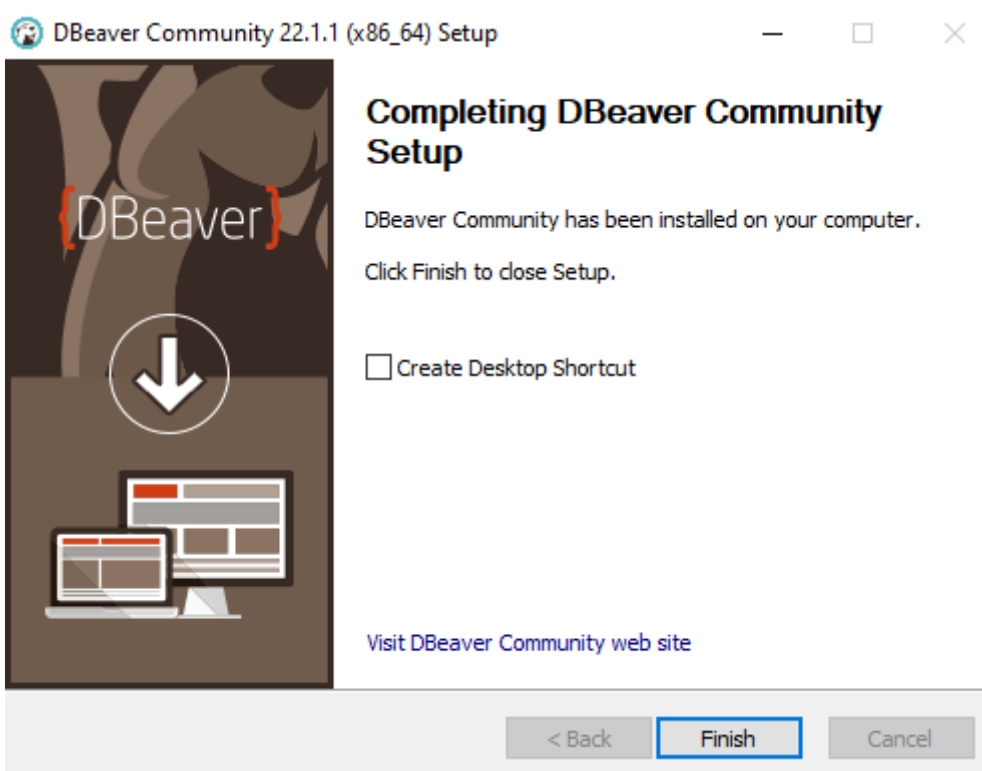 DBeaver Community 22.1.1 (x86_64) Setup
{DBeaver}
Completing DBeaver Community
Setup
DBeaver Community has been installed on your computer.
Click Finish to close Setup.
Create Desktop Shortcut
Visit DBeaver Community web site
< Back
Finish
Cancel